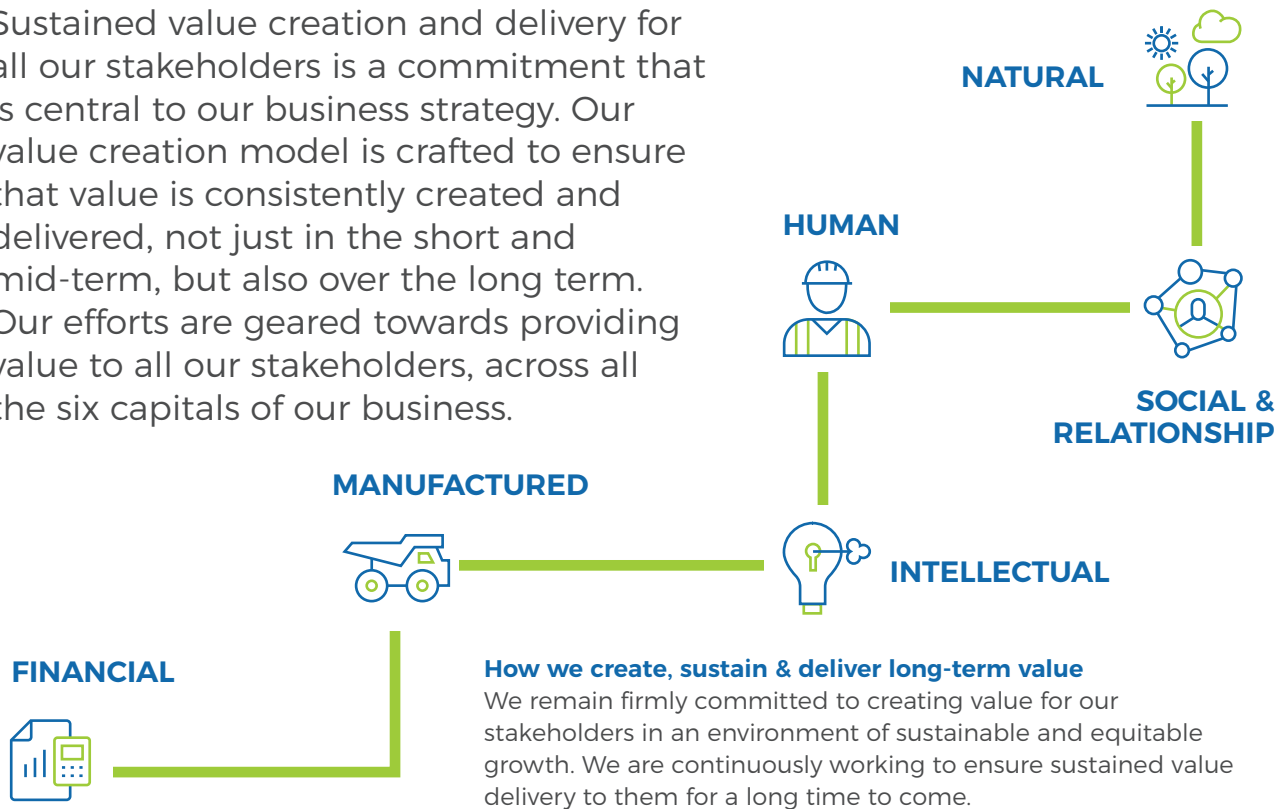 Sustained value creation and delivery for
all our stakeholders is a commitment that
is central to our business strategy. Our
value creation model is crafted to ensure
that value is consistently created and
delivered, not just in the short and
mid-term, but also over the long term.
Our efforts are geared towards providing
value to all our stakeholders, across all
the six capitals of our business.
NATURAL
HUMAN
SOCIAL &
RELATIONSHIP
MANUFACTURED
INTELLECTUAL
FINANCIAL
How we create, sustain & deliver long-term value
We remain firmly committed to creating value for our
stakeholders in an environment of sustainable and equitable
growth. We are continuously working to ensure sustained value
delivery to them for a long time to come.